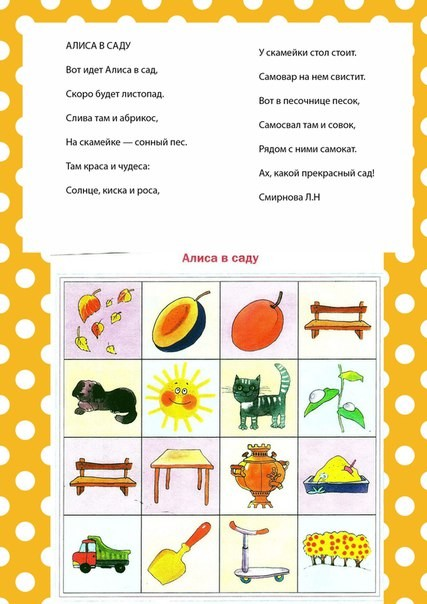 АЛИСА В САДУ
Вот идет Алиса в сад,
Скоро будет листопад.
Слива там и абрикос,
На скамейке — сонный пес.
Там краса и чудеса:
Солнце, киска и роса,
У скамейки стол стоит.
Самовар на нем свистит.
Вот в песочнице песок,
Самосвал там и совок,
Рядом с ними самокат.
Ах, какой прекрасный сад!
Смирнова Л.Н
Алиса в саду